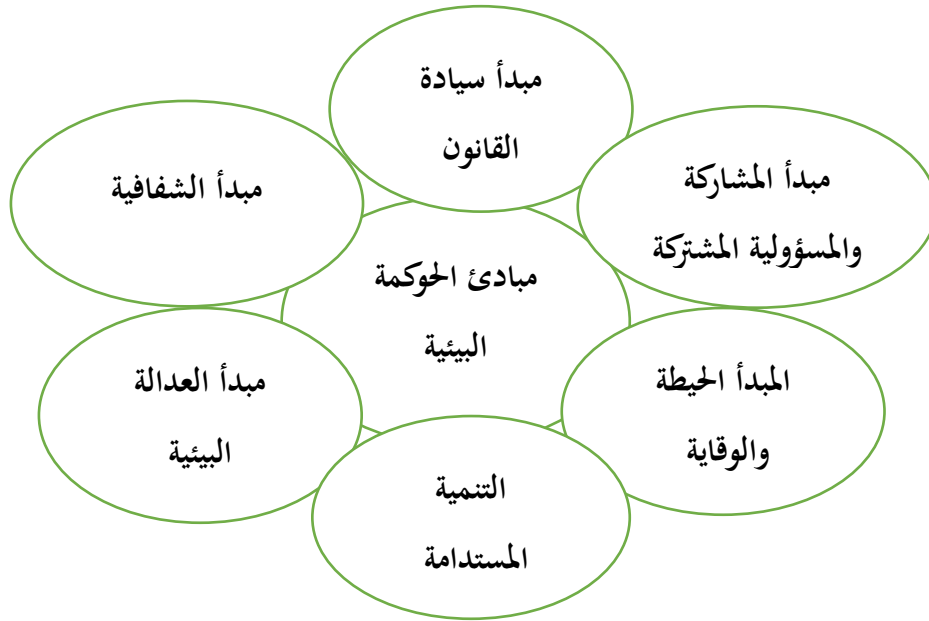 مبدأ سيادة
القانون
مبدأ المشاركة
والمسؤولية المشتركة
مبدأ الشفافية
مبادئ الحوكمة
البيئية
المبدأ الحيطة
والوقاية
مبدأ العدالة
البيئية
التنمية
المستدامة